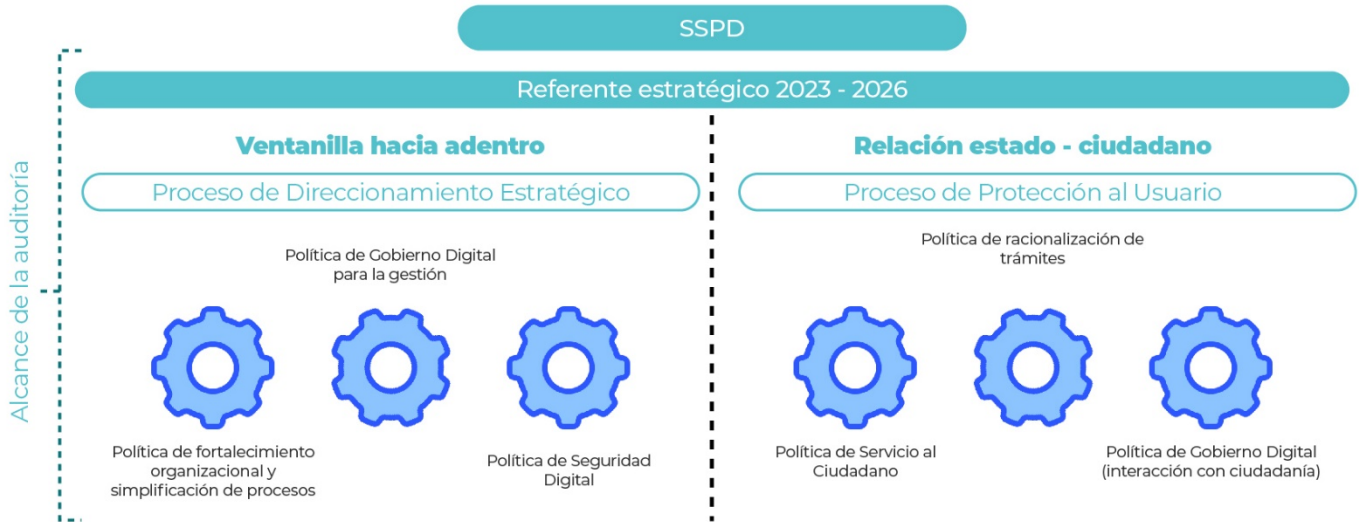 SSPD
Referente estratégico 2023 - 2026
Alcance de la auditoría
Ventanilla hacia adentro
Proceso de Direccionamiento Estratégico
Política de Gobierno Digital
para la gestión
Política de fortalecimiento
organizacional y
simplificación de procesos
Política de Seguridad
Digital
Relación estado - ciudadano
Proceso de Protección al Usuario
Política de racionalización de
trámites
Política de Servicio al
Ciudadano
Política de Gobierno Digital
(interacción con ciudadanía)